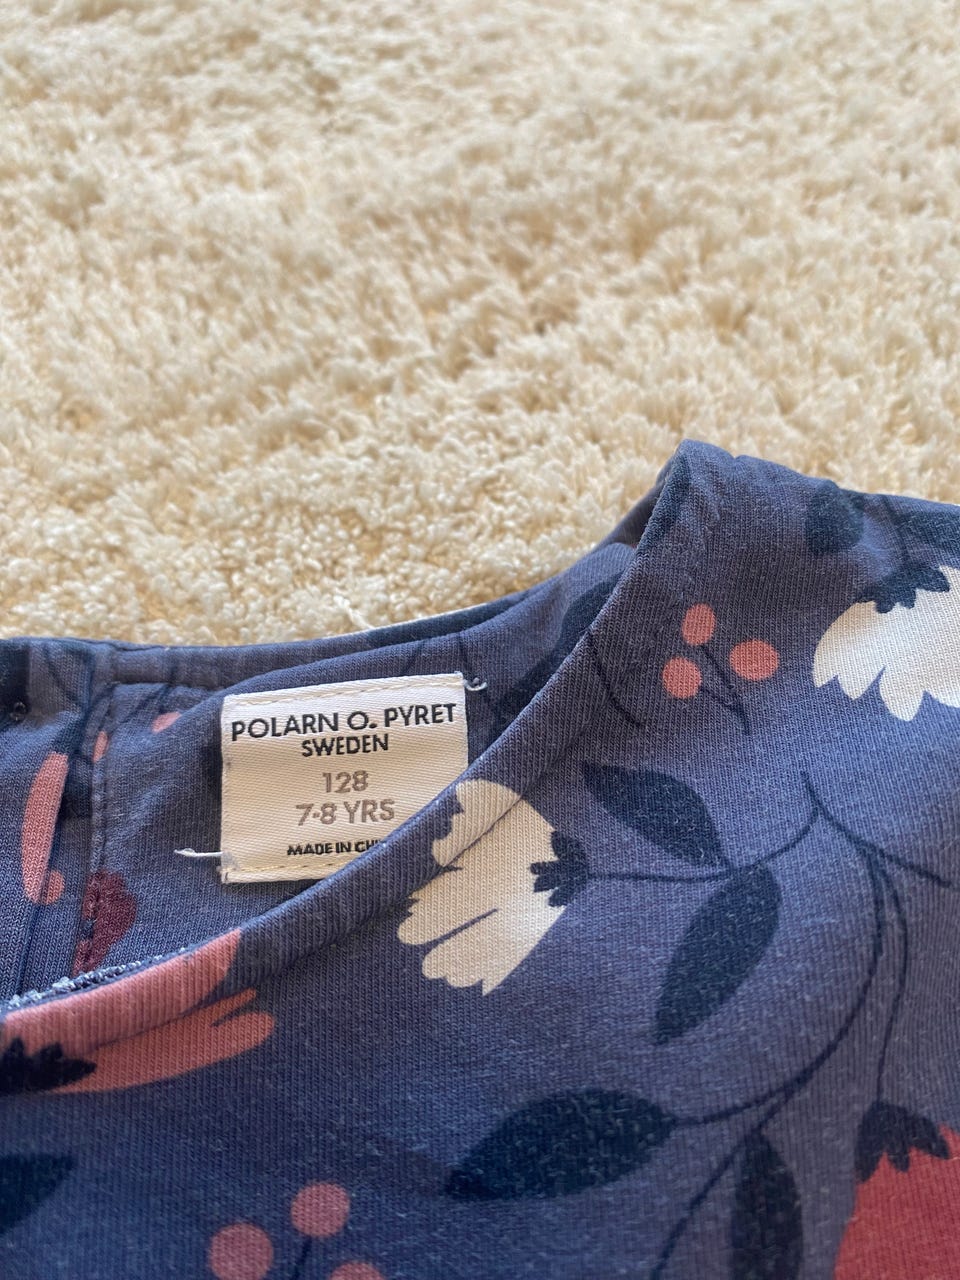 POLARN O. PYRET
SWEDEN
128
7-8 YRS
MADE IN